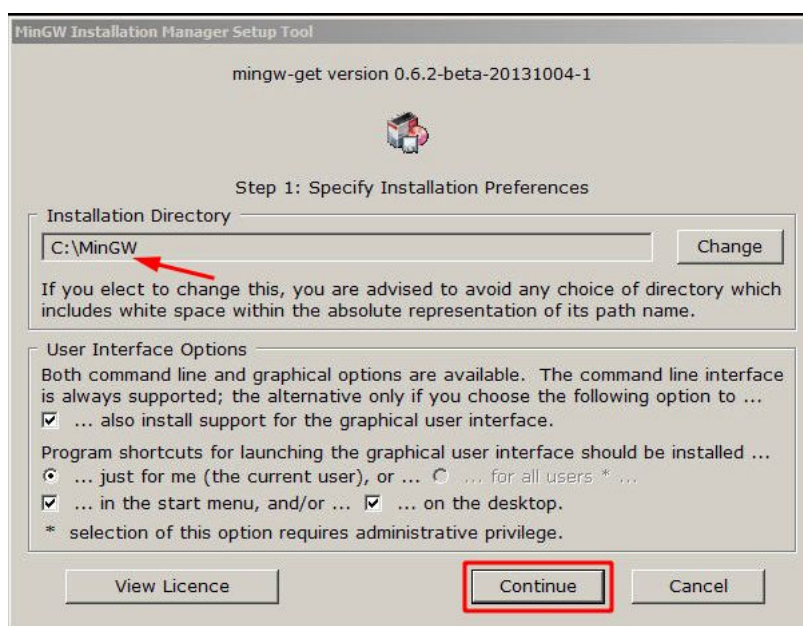 MinGW Installation Manager Setup Tool
mingw-get version 0.6.2-beta-20131004-1
Step 1: Specify Installation Preferences
Installation Directory
C:\MinGW
Change
If you elect to change this, you are advised to avoid any choice of directory which
includes white space within the absolute representation of its path name.
User Interface Options
Both command line and graphical options are available.  The command line interface
is always supported; the alternative only if you choose the following option to ...
... also install support for the graphical user interface.
Program shortcuts for launching the graphical user interface should be installed ...
... just for me (the current user), or ... ... for all users * ...
... in the start menu, and/or ... ... on the desktop.
* selection of this option requires administrative privilege.
View Licence
Continue
Cancel